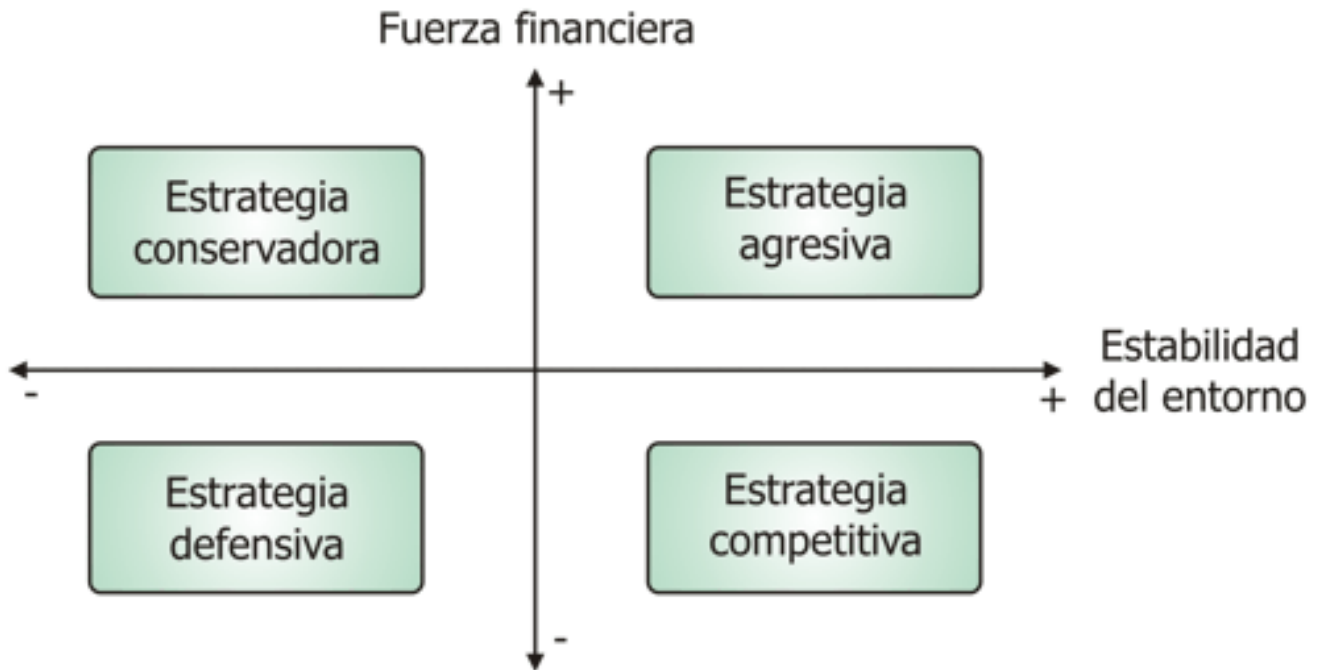 Fuerza financiera
+
Estrategia
conservadora
Estrategia
agresiva
Estabilidad
del entorno
-
+
Estrategia
defensiva
Estrategia
competitiva
-